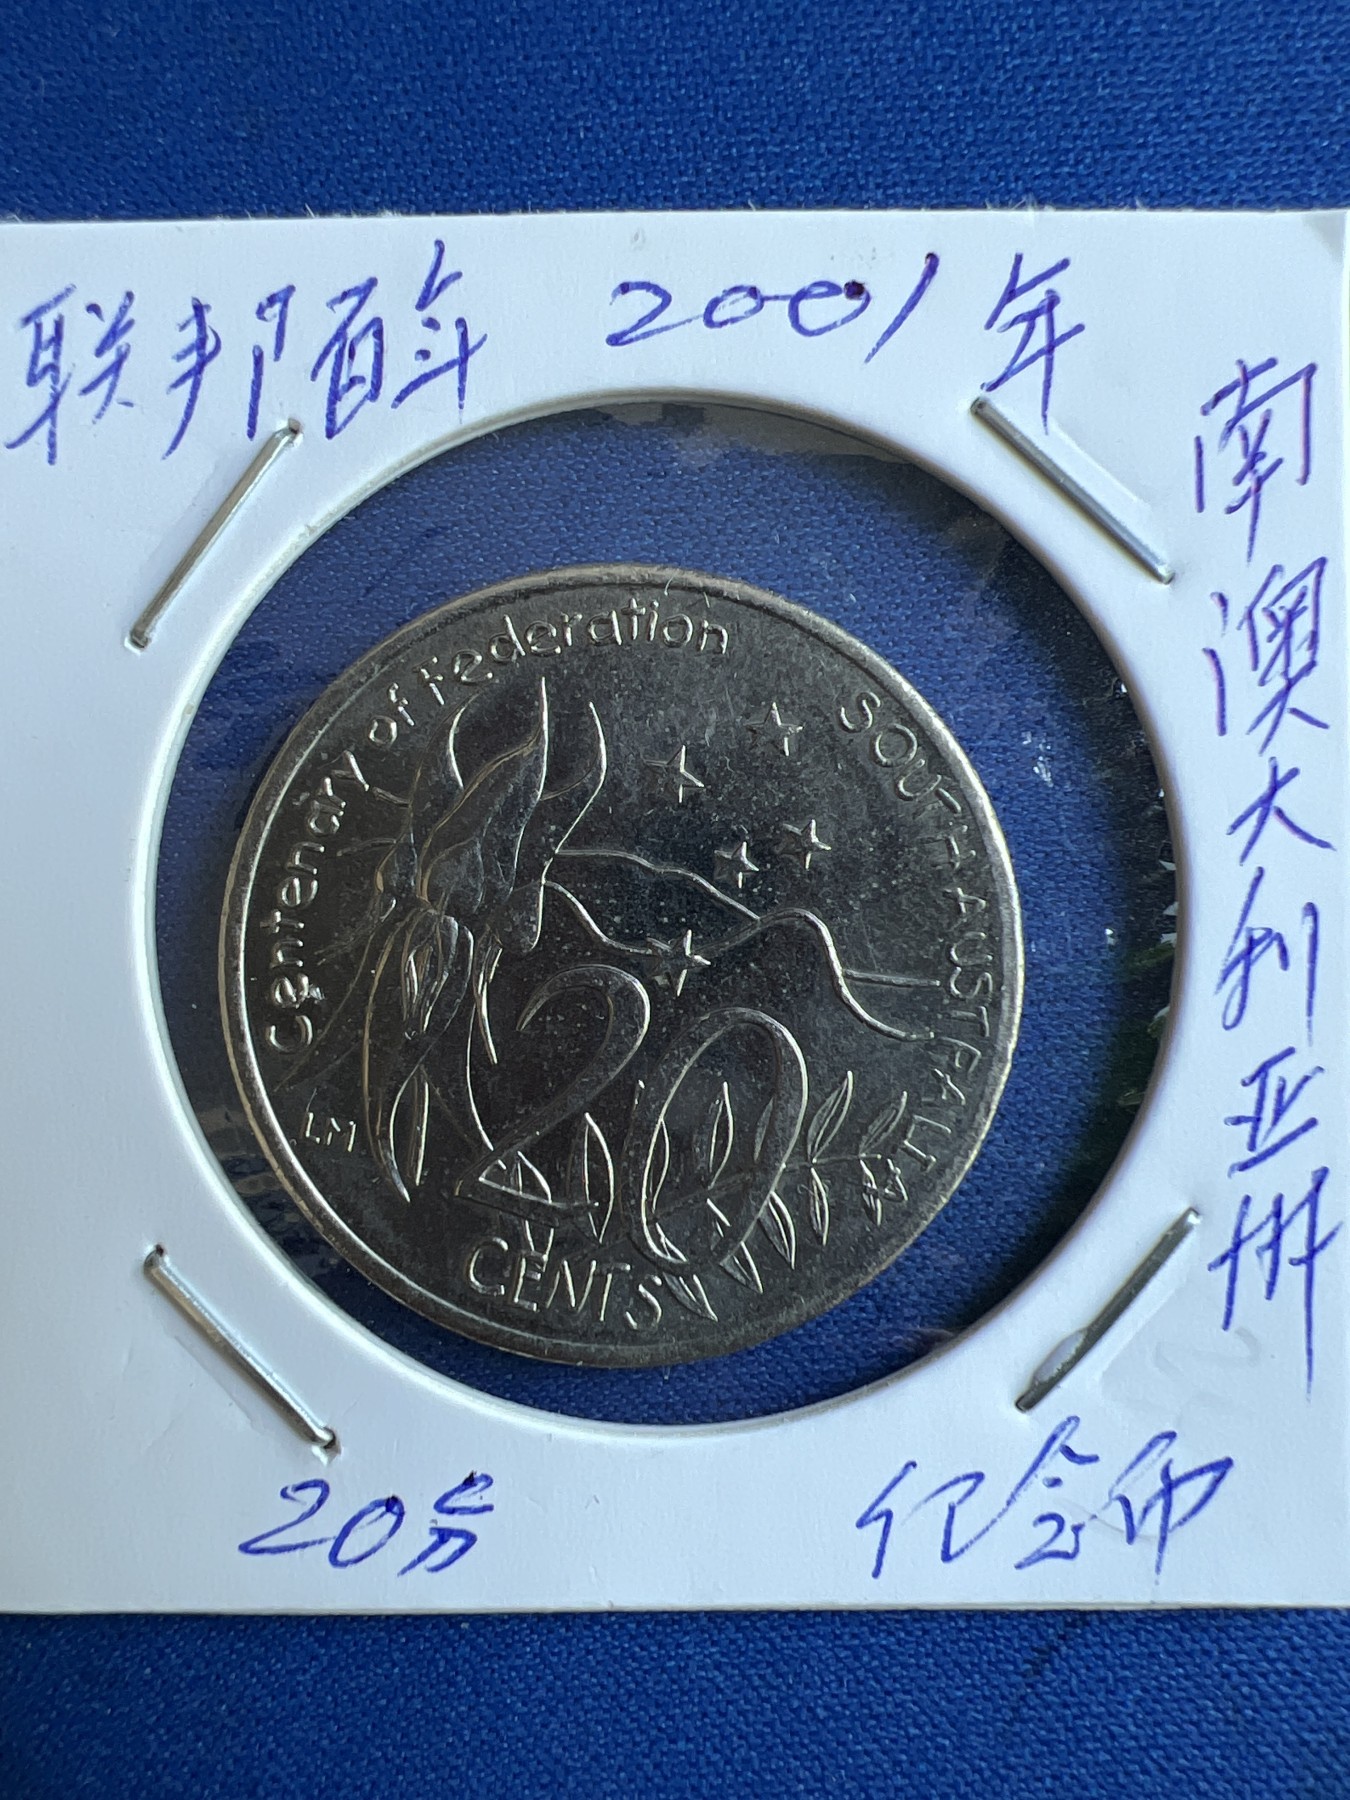 联邦百年 2001年
南澳大利亚州
Centenary of Federation
SOUTH AUSTRALIA
20
CENTS
20分 纪念币